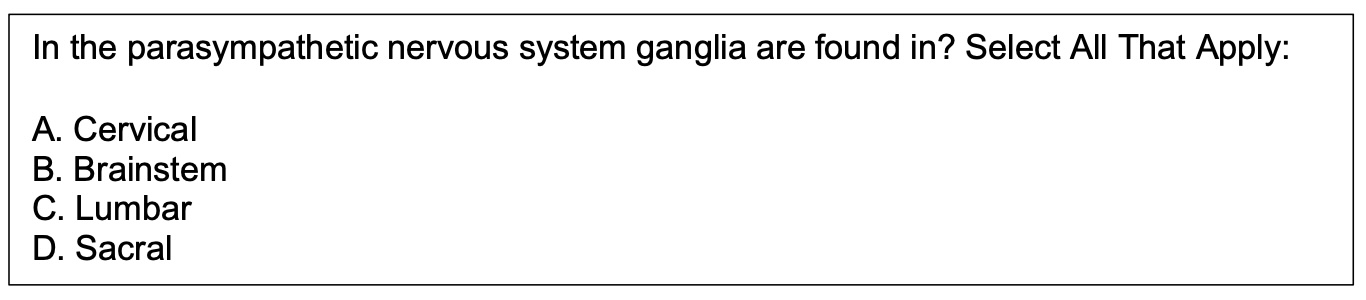 In the parasympathetic nervous system ganglia are found in? Select All That Apply:
A. Cervical
B. Brainstem
C. Lumbar
D. Sacral